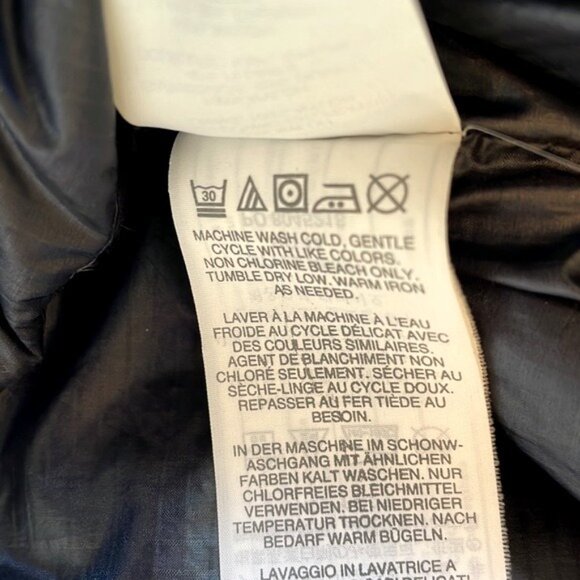 30
MACHINE WASH COLD, GENTLE
CYCLE WITH LIKE COLORS.
NON CHLORINE BLEACH ONLY.
TUMBLE DRY LOW. WARM IRON
AS NEEDED.
LAVER À LA MACHINE À L'EAU
FROIDE AU CYCLE DÉLICAT AVEC
DES COULEURS SIMILAIRES.
AGENT DE BLANCHIMENT NON
CHLORÉ SEULEMENT. SÉCHER AU
SÈCHE-LINGE AU CYCLE DOUX.
REPASSER AU FER TIÈDE AU
BESOIN.
IN DER MASCHINE IM SCHONW-
ASCHGANG MIT ÄHNLICHEN
FARBEN KALT WASCHEN. NUR
CHLORFREIES BLEICHMITTEL
VERWENDEN. BEI NIEDRIGER
TEMPERATUR TROCKNEN. NACH
BEDARF WARM BÜGELN.
LAVAGGIO IN LAVATRICE A